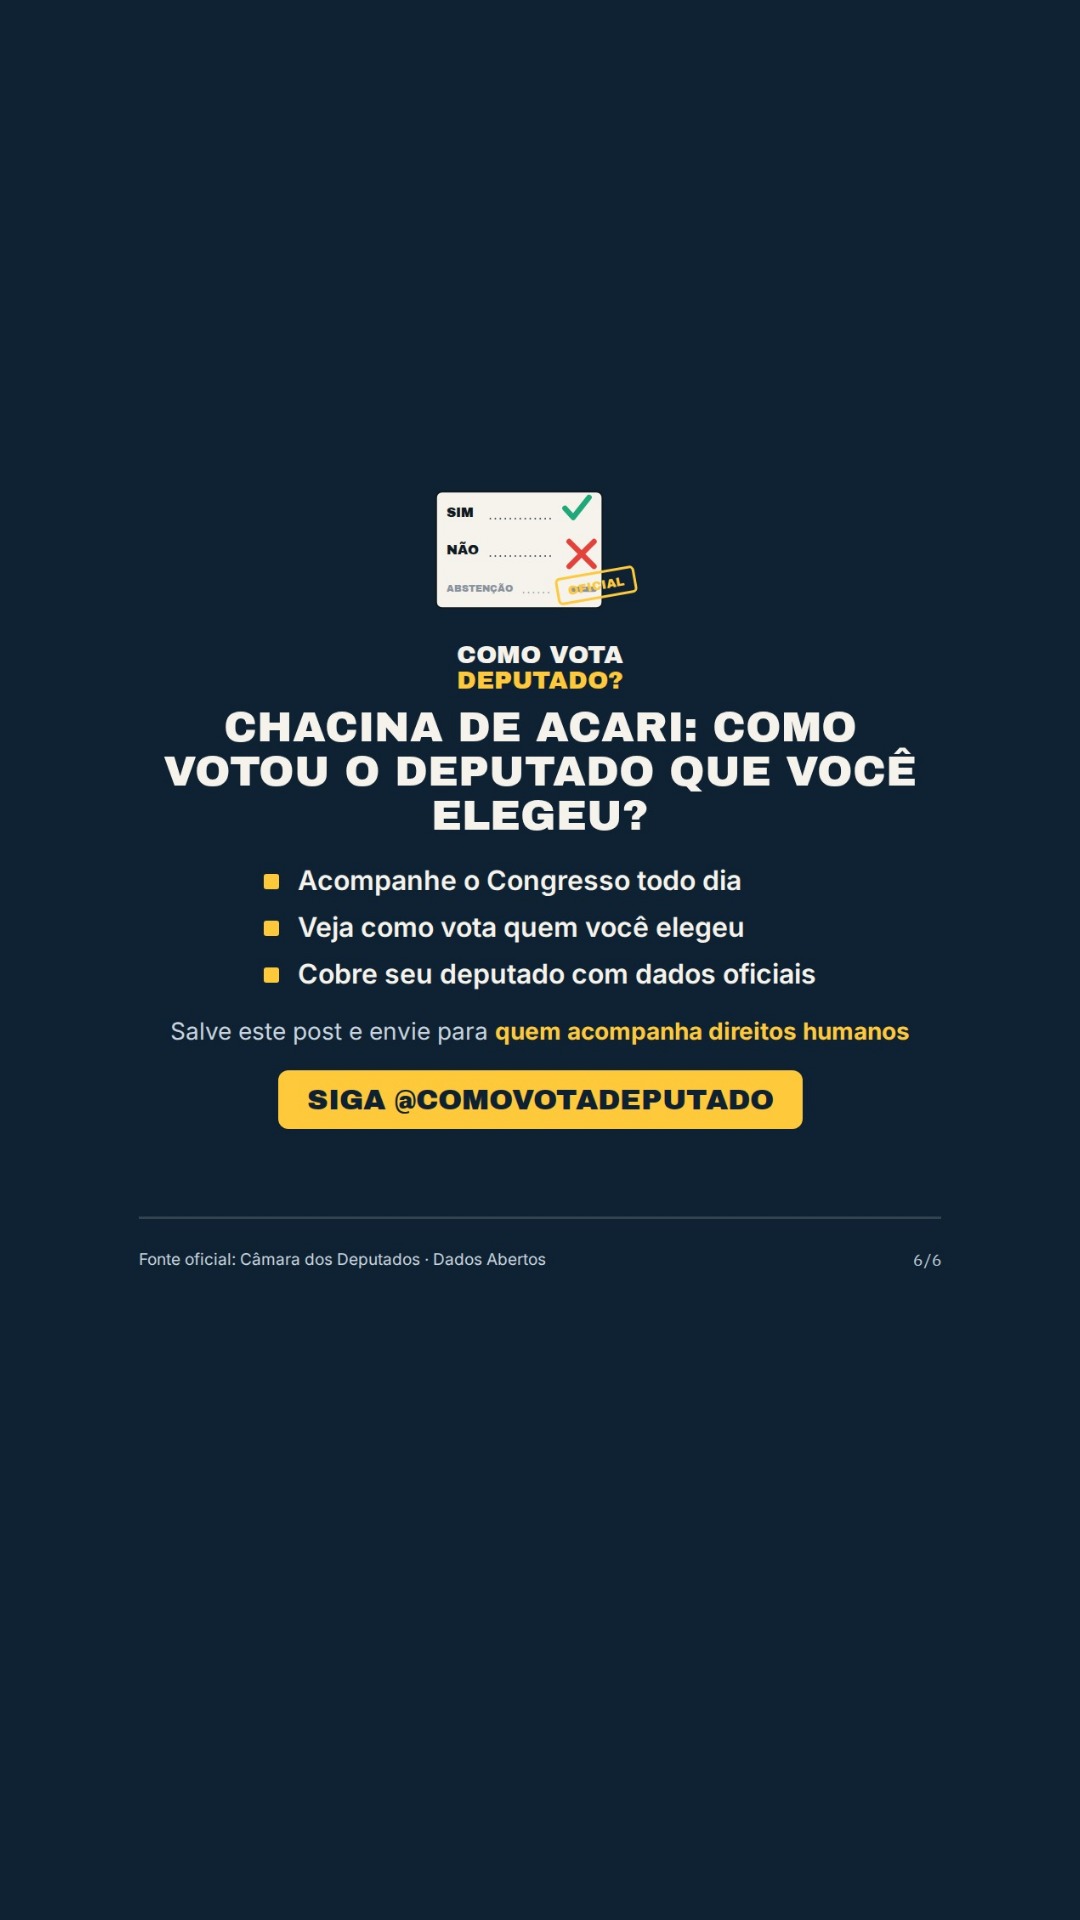 SIM .............
NÃO .............
ABSTENÇÃO ......
OFICIAL
COMO VOTA
DEPUTADO?
CHACINA DE ACARI: COMO
VOTOU O DEPUTADO QUE VOCÊ
ELEGEU?
Acompanhe o Congresso todo dia
Veja como vota quem você elegeu
Cobre seu deputado com dados oficiais
Salve este post e envie para quem acompanha direitos humanos
SIGA @COMOVOTADEPUTADO
Fonte oficial: Câmara dos Deputados · Dados Abertos
6/6